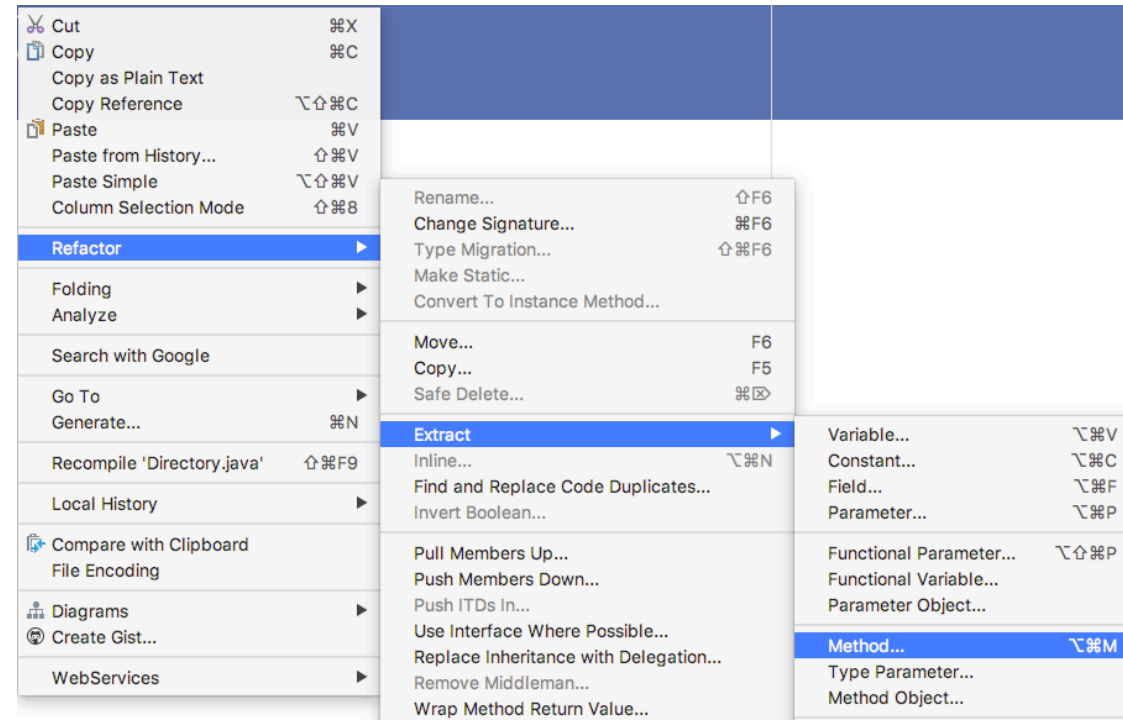 Cut ⌘X
Copy ⌘C
Copy as Plain Text
Copy Reference ⌥⇧⌘C
Paste ⌘V
Paste from History... ⇧⌘V
Paste Simple ⌥⇧⌘V
Column Selection Mode ⇧⌘8
Refactor
Folding
Analyze
Search with Google
Go To
Generate... ⌘N
Recompile 'Directory.java' ⇧⌘F9
Local History
Compare with Clipboard
File Encoding
Diagrams
Create Gist...
WebServices
Rename... ⇧F6
Change Signature... ⌘F6
Type Migration... ⇧⌘F6
Make Static...
Convert To Instance Method...
Move... F6
Copy... F5
Safe Delete... ⌘⌦
Extract
Inline... ⌥⌘N
Find and Replace Code Duplicates...
Invert Boolean...
Pull Members Up...
Push Members Down...
Push ITDs In...
Use Interface Where Possible...
Replace Inheritance with Delegation...
Remove Middleman...
Wrap Method Return Value...
Variable... ⌥⌘V
Constant... ⌥⌘C
Field... ⌥⌘F
Parameter... ⌥⌘P
Functional Parameter... ⌥⇧⌘P
Functional Variable...
Parameter Object...
Method... ⌥⌘M
Type Parameter...
Method Object...